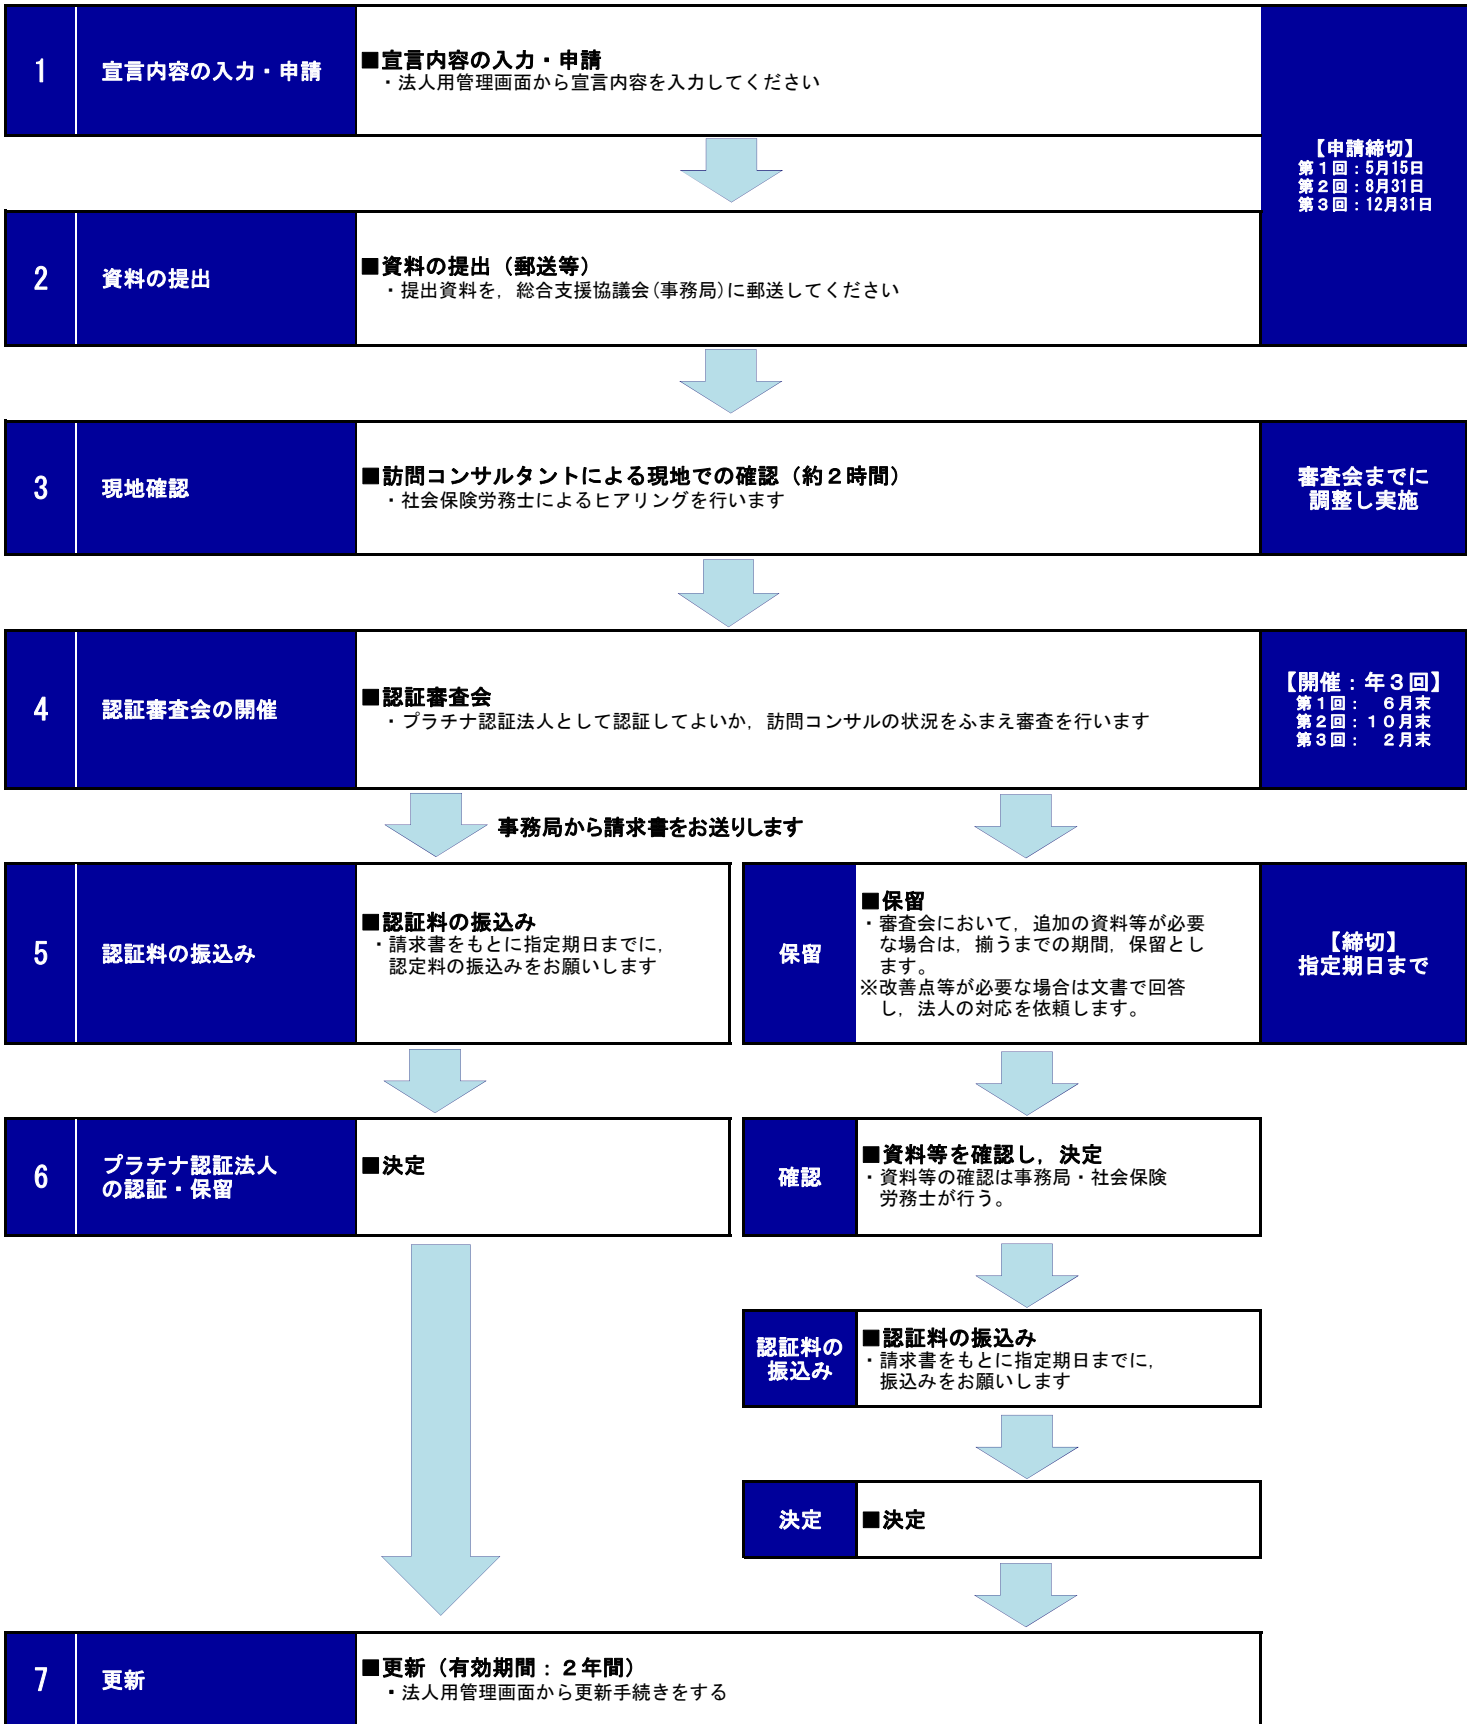 1
宣言内容の入力・申請
■宣言内容の入力・申請
・法人用管理画面から宣言内容を入力してください
【申請締切】
第１回：5月15日
第２回：8月31日
第３回：12月31日
2
資料の提出
■資料の提出（郵送等）
・提出資料を，総合支援協議会(事務局)に郵送してください
3
現地確認
■訪問コンサルタントによる現地での確認（約２時間）
・社会保険労務士によるヒアリングを行います
審査会までに
調整し実施
4
認証審査会の開催
■認証審査会
・プラチナ認証法人として認証してよいか，訪問コンサルの状況をふまえ審査を行います
【開催：年３回】
第１回：　６月末
第２回：１０月末
第３回：　２月末
事務局から請求書をお送りします
5
認証料の振込み
■認証料の振込み
・請求書をもとに指定期日までに，
認定料の振込みをお願いします
保留
■保留
・審査会において，追加の資料等が必要
な場合は，揃うまでの期間，保留とし
ます。
※改善点等が必要な場合は文書で回答
し，法人の対応を依頼します。
【締切】
指定期日まで
6
プラチナ認証法人
の認証・保留
■決定
確認
■資料等を確認し，決定
・資料等の確認は事務局・社会保険
労務士が行う。
認証料の
振込み
■認証料の振込み
・請求書をもとに指定期日までに，
振込みをお願いします
決定
■決定
7
更新
■更新（有効期間：２年間）
・法人用管理画面から更新手続きをする